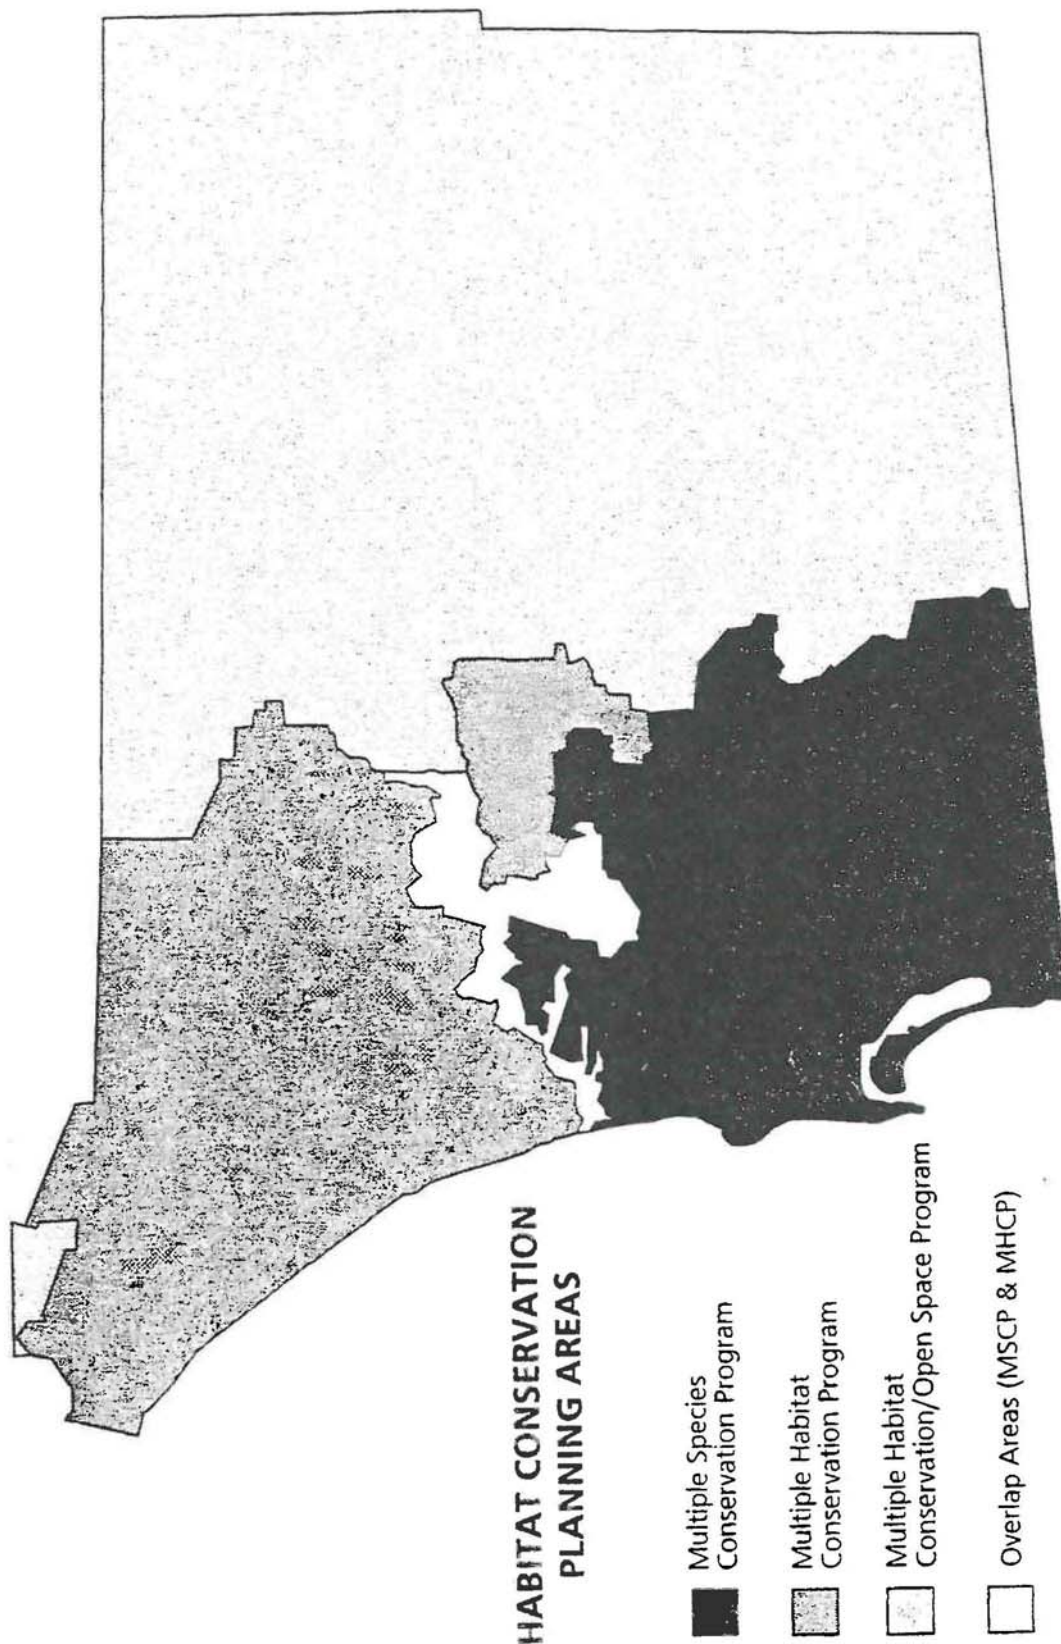 HABITAT CONSERVATION
PLANNING AREAS
Multiple Species
Conservation Program
Multiple Habitat
Conservation Program
Multiple Habitat
Conservation/Open Space Program
Overlap Areas (MSCP & MHCP)